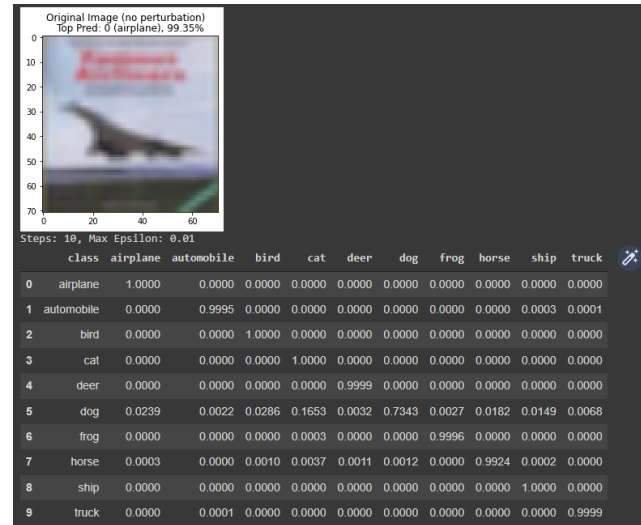 Original Image (no perturbation)
Top Pred: 0 (airplane), 99.35%
0
10
20
30
40
50
60
70
0 20 40 60
Steps: 10, Max Epsilon: 0.01
class airplane automobile bird cat deer dog frog horse ship truck
0 airplane 1.0000 0.0000 0.0000 0.0000 0.0000 0.0000 0.0000 0.0000 0.0000 0.0000
1 automobile 0.0000 0.9995 0.0000 0.0000 0.0000 0.0000 0.0000 0.0000 0.0003 0.0001
2 bird 0.0000 0.0000 1.0000 0.0000 0.0000 0.0000 0.0000 0.0000 0.0000 0.0000
3 cat 0.0000 0.0000 0.0000 1.0000 0.0000 0.0000 0.0000 0.0000 0.0000 0.0000
4 deer 0.0000 0.0000 0.0000 0.0000 0.9999 0.0000 0.0000 0.0000 0.0000 0.0000
5 dog 0.0239 0.0022 0.0286 0.1653 0.0032 0.7343 0.0027 0.0182 0.0149 0.0068
6 frog 0.0000 0.0000 0.0000 0.0003 0.0000 0.0000 0.9996 0.0000 0.0000 0.0000
7 horse 0.0003 0.0000 0.0010 0.0037 0.0011 0.0012 0.0000 0.9924 0.0002 0.0000
8 ship 0.0000 0.0000 0.0000 0.0000 0.0000 0.0000 0.0000 0.0000 1.0000 0.0000
9 truck 0.0000 0.0001 0.0000 0.0000 0.0000 0.0000 0.0000 0.0000 0.0000 0.9999